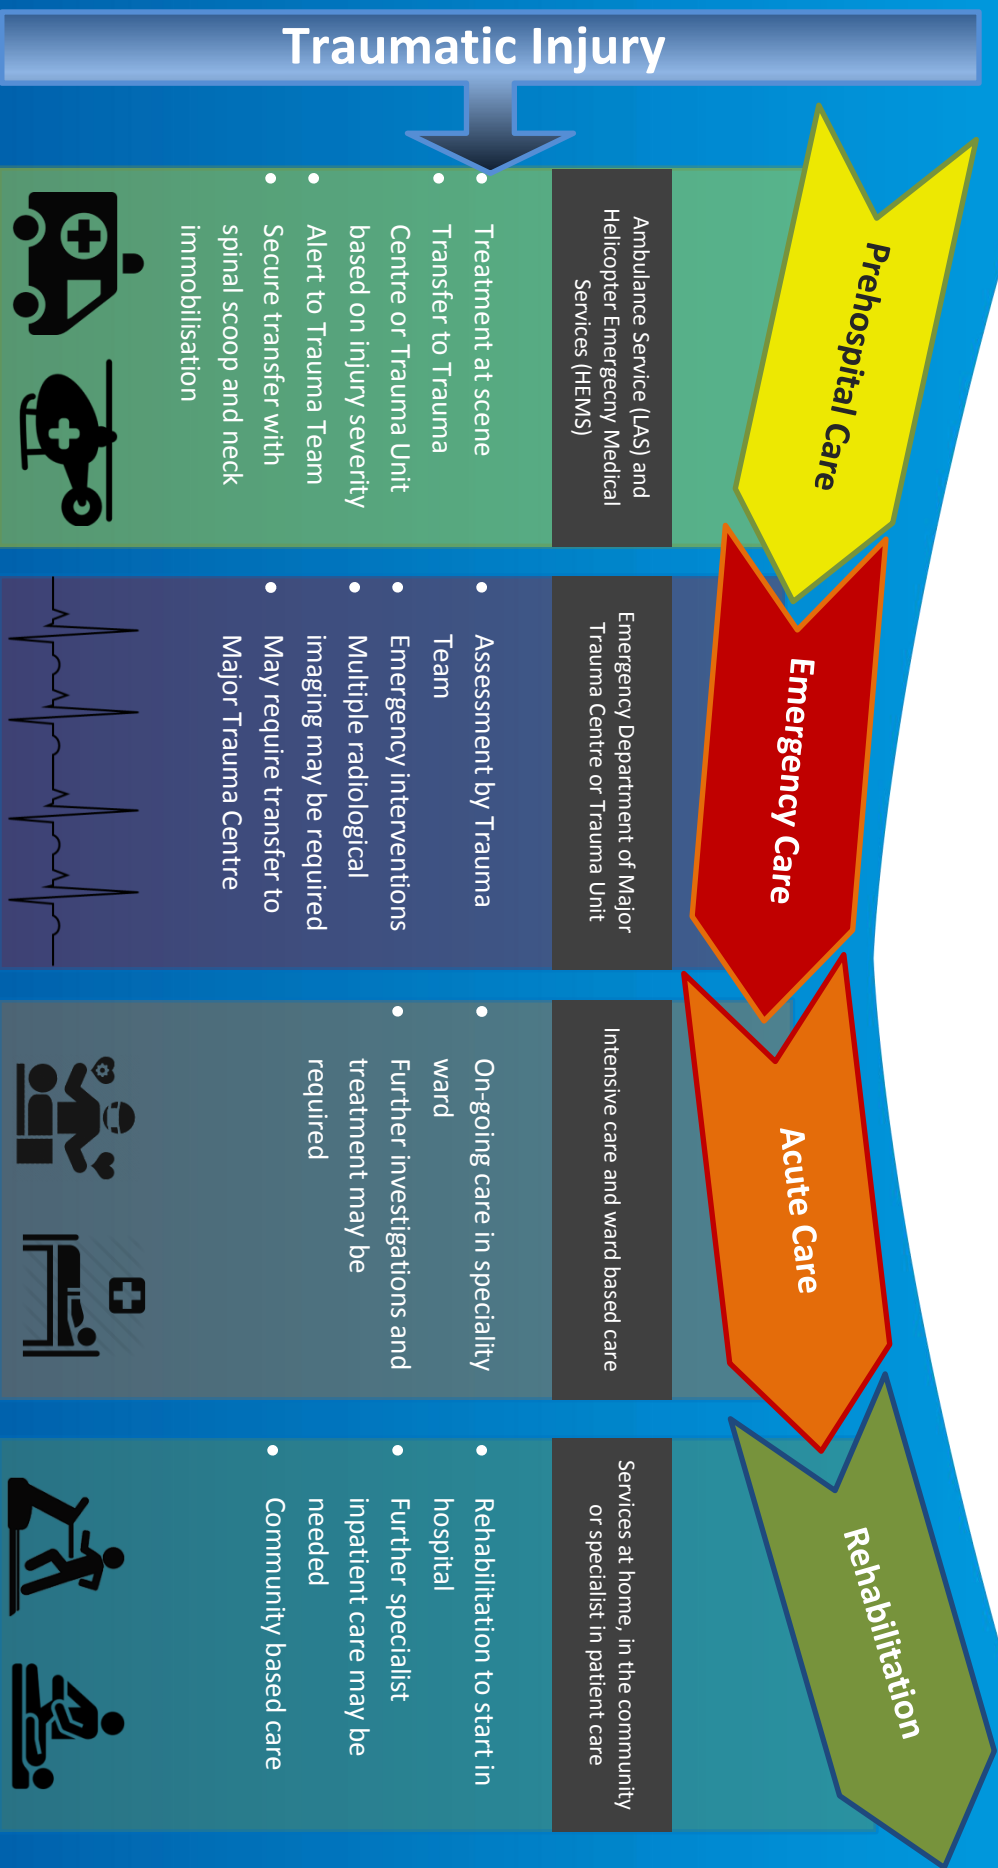 Traumatic Injury
Prehospital Care
Ambulance Service (LAS) and
Helicopter Emergecny Medical
Services (HEMS)
• Treatment at scene
• Transfer to Trauma
Centre or Trauma Unit
based on injury severity
• Alert to Trauma Team
• Secure transfer with
spinal scoop and neck
immobilisation
Emergency Care
Emergency Department of Major
Trauma Centre or Trauma Unit
• Assessment by Trauma
Team
• Emergency interventions
• Multiple radiological
imaging may be required
• May require transfer to
Major Trauma Centre
Acute Care
Intensive care and ward based care
• On-going care in speciality
ward
• Further investigations and
treatment may be
required
Rehabilitation
Services at home, in the community
or specialist in patient care
• Rehabilitation to start in
hospital
• Further specialist
inpatient care may be
needed
• Community based care